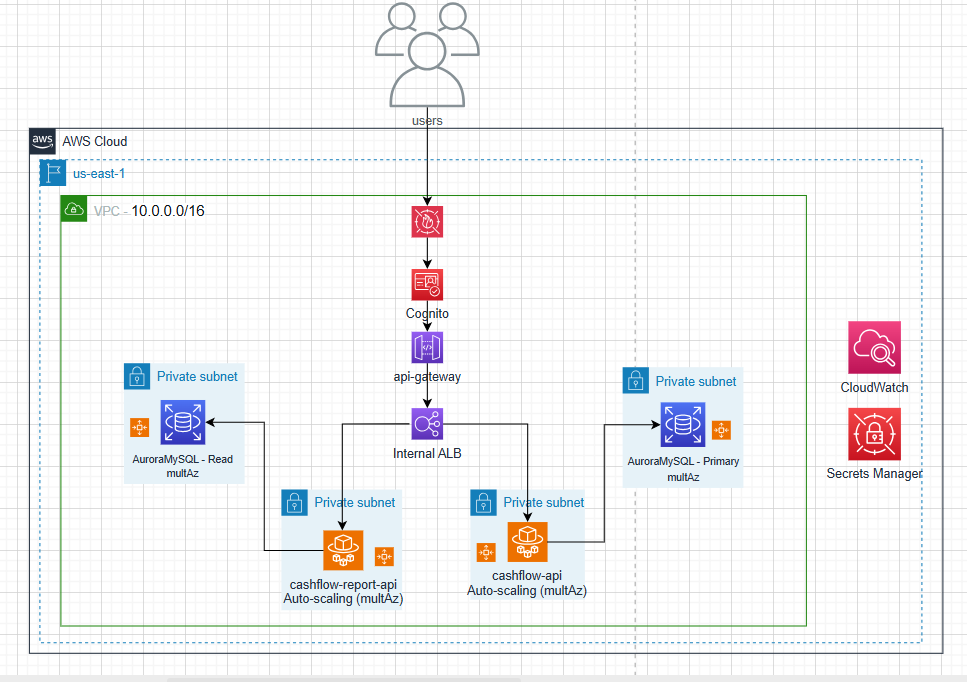 users
aws
AWS Cloud
us-east-1
VPC - 10.0.0.0/16
Cognito
api-gateway
Internal ALB
Private subnet
AuroraMySQL - Read
multAz
Private subnet
AuroraMySQL - Primary
multAz
Private subnet
cashflow-report-api
Auto-scaling (multAz)
Private subnet
cashflow-api
Auto-scaling (multAz)
CloudWatch
Secrets Manager